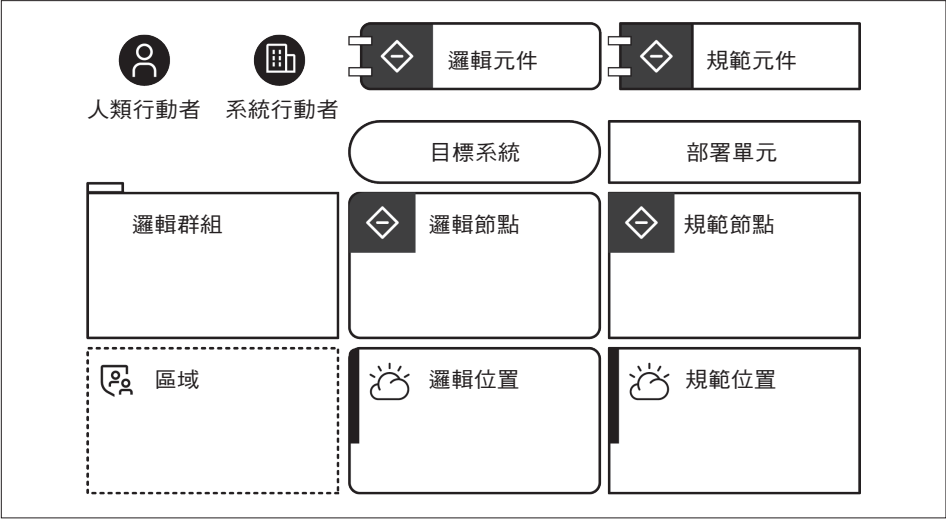 邏輯元件
規範元件
人類行動者
系統行動者
目標系統
部署單元
邏輯群組
邏輯節點
規範節點
區域
邏輯位置
規範位置